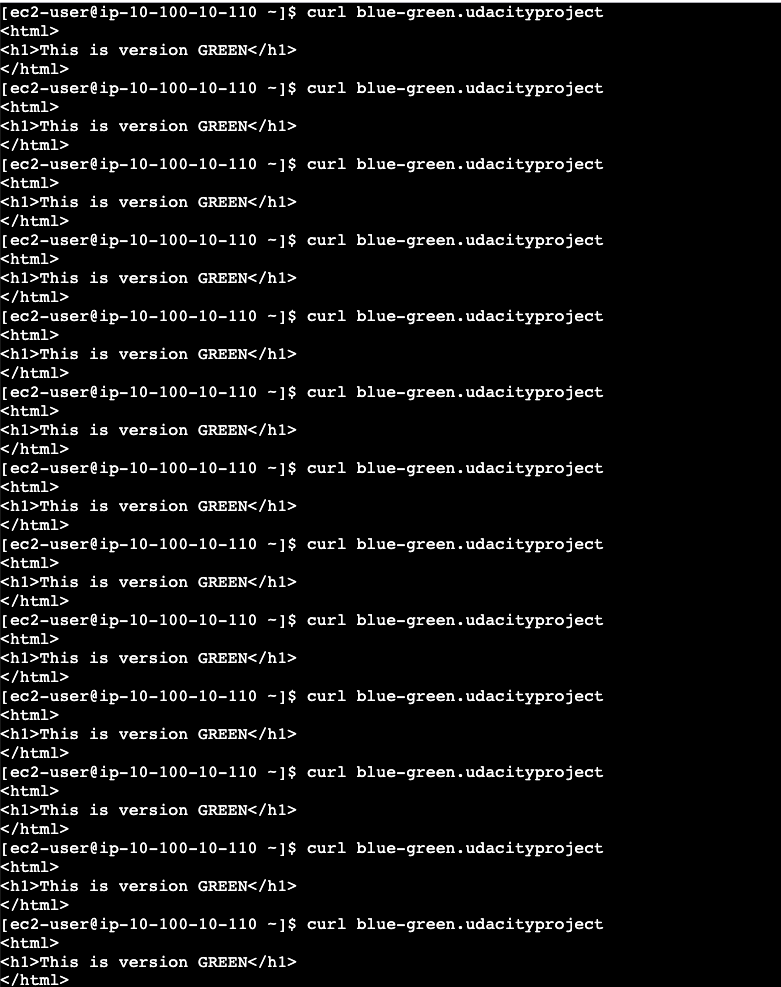 [ec2-user@ip-10-100-10-110 ~]$ curl blue-green.udacityproject
<html>
<h1>This is version GREEN</h1>
</html>
[ec2-user@ip-10-100-10-110 ~]$ curl blue-green.udacityproject
<html>
<h1>This is version GREEN</h1>
</html>
[ec2-user@ip-10-100-10-110 ~]$ curl blue-green.udacityproject
<html>
<h1>This is version GREEN</h1>
</html>
[ec2-user@ip-10-100-10-110 ~]$ curl blue-green.udacityproject
<html>
<h1>This is version GREEN</h1>
</html>
[ec2-user@ip-10-100-10-110 ~]$ curl blue-green.udacityproject
<html>
<h1>This is version GREEN</h1>
</html>
[ec2-user@ip-10-100-10-110 ~]$ curl blue-green.udacityproject
<html>
<h1>This is version GREEN</h1>
</html>
[ec2-user@ip-10-100-10-110 ~]$ curl blue-green.udacityproject
<html>
<h1>This is version GREEN</h1>
</html>
[ec2-user@ip-10-100-10-110 ~]$ curl blue-green.udacityproject
<html>
<h1>This is version GREEN</h1>
</html>
[ec2-user@ip-10-100-10-110 ~]$ curl blue-green.udacityproject
<html>
<h1>This is version GREEN</h1>
</html>
[ec2-user@ip-10-100-10-110 ~]$ curl blue-green.udacityproject
<html>
<h1>This is version GREEN</h1>
</html>
[ec2-user@ip-10-100-10-110 ~]$ curl blue-green.udacityproject
<html>
<h1>This is version GREEN</h1>
</html>
[ec2-user@ip-10-100-10-110 ~]$ curl blue-green.udacityproject
<html>
<h1>This is version GREEN</h1>
</html>
[ec2-user@ip-10-100-10-110 ~]$ curl blue-green.udacityproject
<html>
<h1>This is version GREEN</h1>
</html>